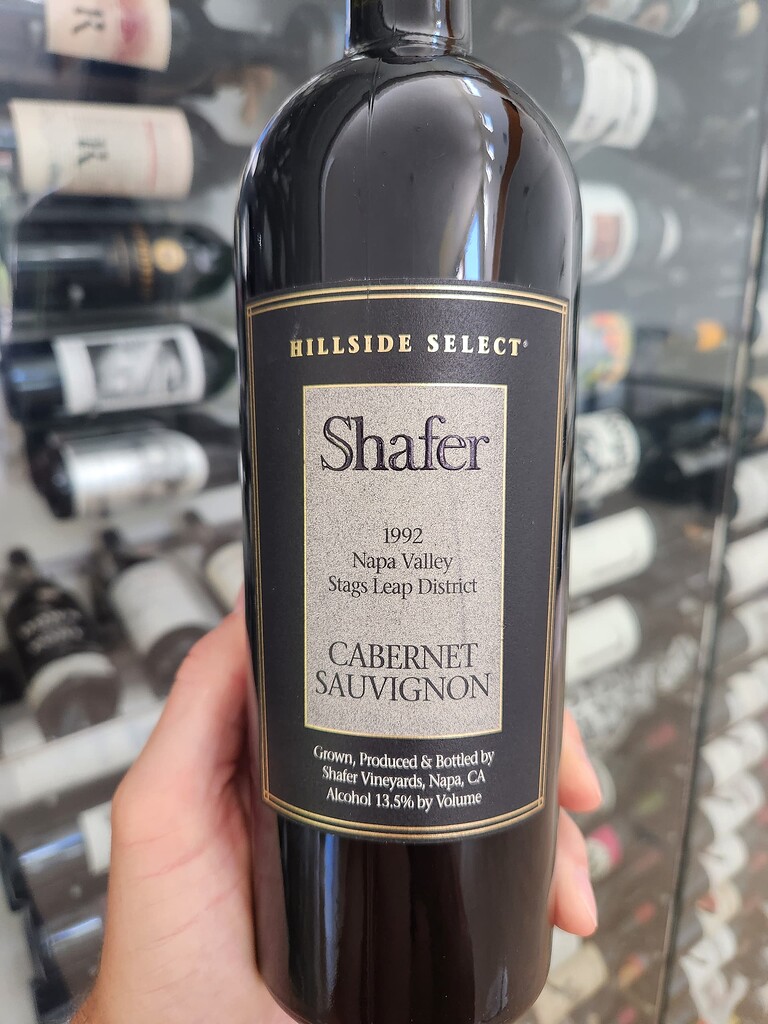 R
R
HILLSIDE SELECT®
Shafer
1992
Napa Valley
Stags Leap District
CABERNET
SAUVIGNON
Grown, Produced & Bottled by
Shafer Vineyards, Napa, CA
Alcohol 13.5% by Volume